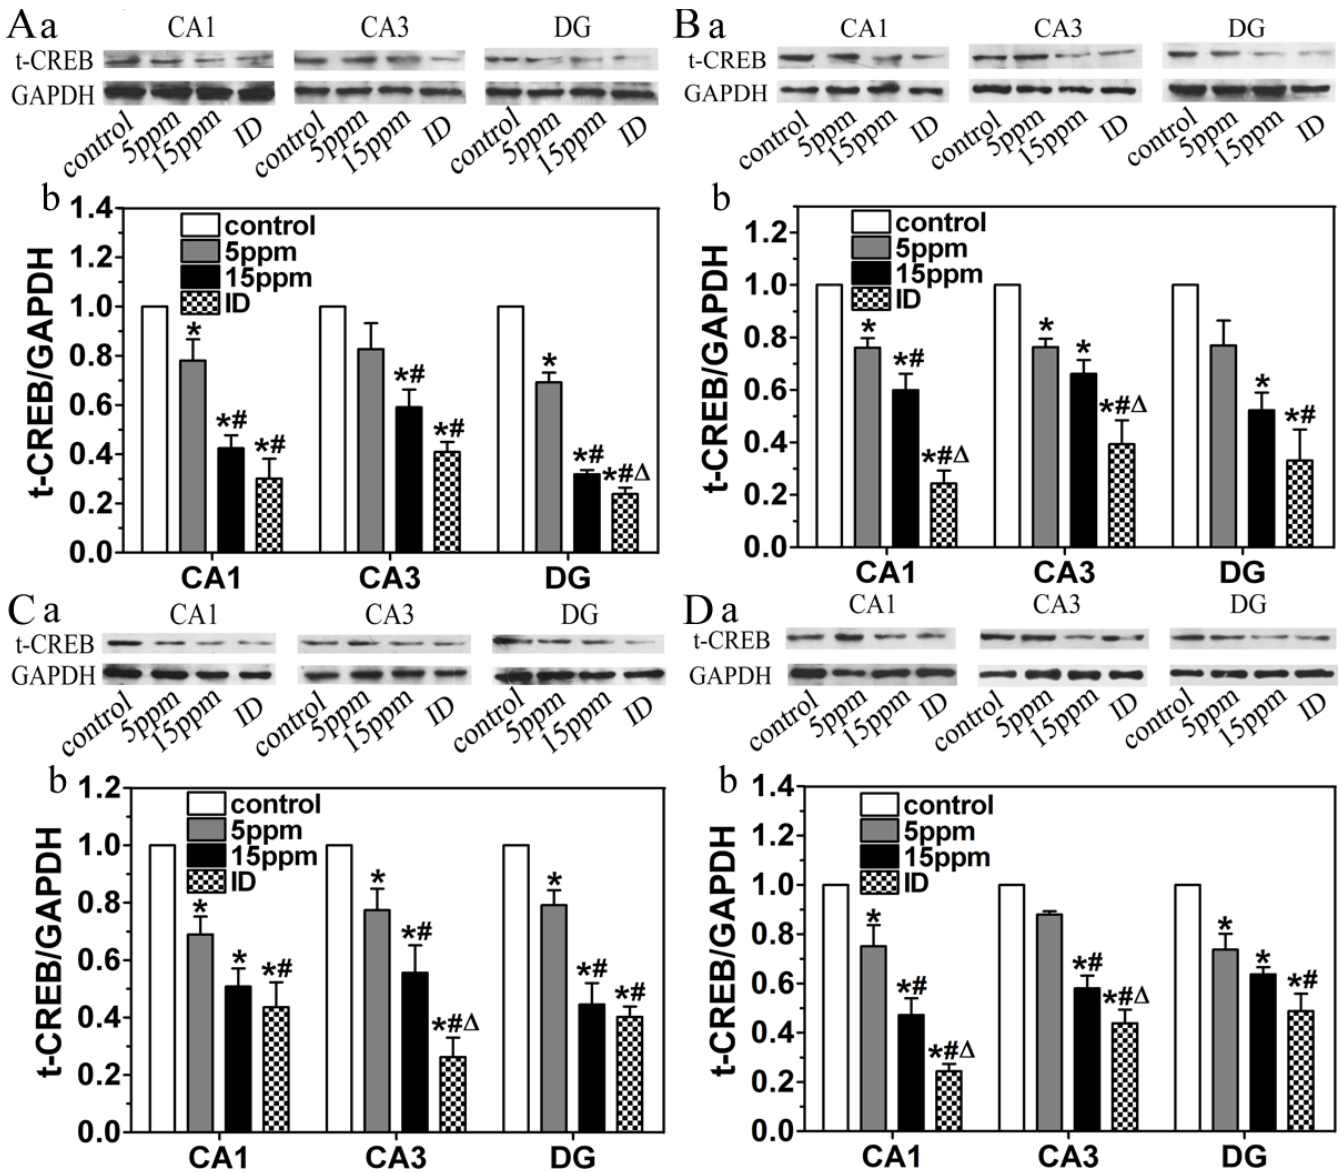 A a
CA1 CA3 DG
t-CREB
GAPDH
control 5ppm 15ppm ID control 5ppm 15ppm ID control 5ppm 15ppm ID
b
t-CREB/GAPDH
1.4
1.2
1.0
0.8
0.6
0.4
0.2
0.0
control
5ppm
15ppm
ID
* *# *# *# *# * *# *#Δ
CA1 CA3 DG
B a
CA1 CA3 DG
t-CREB
GAPDH
control 5ppm 15ppm ID control 5ppm 15ppm ID control 5ppm 15ppm ID
b
t-CREB/GAPDH
1.2
1.0
0.8
0.6
0.4
0.2
0.0
control
5ppm
15ppm
ID
* *# *#Δ * * *#Δ * *#
CA1 CA3 DG
C a
CA1 CA3 DG
t-CREB
GAPDH
control 5ppm 15ppm ID control 5ppm 15ppm ID control 5ppm 15ppm ID
b
t-CREB/GAPDH
1.2
1.0
0.8
0.6
0.4
0.2
0.0
control
5ppm
15ppm
ID
* * *# * *# *#Δ * *# *#
CA1 CA3 DG
D a
CA1 CA3 DG
t-CREB
GAPDH
control 5ppm 15ppm ID control 5ppm 15ppm ID control 5ppm 15ppm ID
b
t-CREB/GAPDH
1.4
1.2
1.0
0.8
0.6
0.4
0.2
0.0
control
5ppm
15ppm
ID
* *# *#Δ *# *#Δ * * *#
CA1 CA3 DG